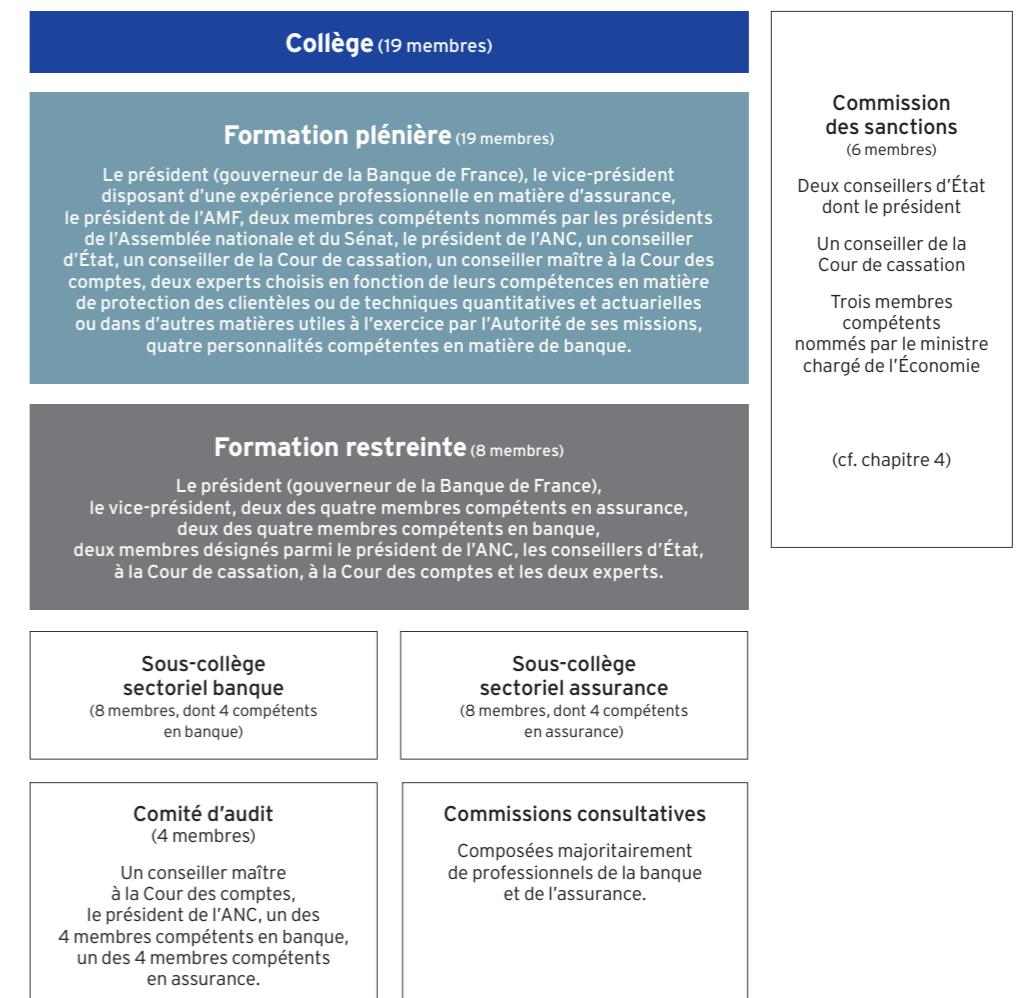 Collège (19 membres)
Formation plénière (19 membres)
Le président (gouverneur de la Banque de France), le vice-président
disposant d’une expérience professionnelle en matière d’assurance,
le président de l’AMF, deux membres compétents nommés par les présidents
de l’Assemblée nationale et du Sénat, le président de l’ANC, un conseiller
d’État, un conseiller de la Cour de cassation, un conseiller maître à la Cour des
comptes, deux experts choisis en fonction de leurs compétences en matière
de protection des clientèles ou de techniques quantitatives et actuarielles
ou dans d’autres matières utiles à l’exercice par l’Autorité de ses missions,
quatre personnalités compétentes en matière de banque.
Formation restreinte (8 membres)
Le président (gouverneur de la Banque de France),
le vice-président, deux des quatre membres compétents en assurance,
deux des quatre membres compétents en banque,
deux membres désignés parmi le président de l’ANC, les conseillers d’État,
à la Cour de cassation, à la Cour des comptes et les deux experts.
Sous-collège
sectoriel banque
(8 membres, dont 4 compétents
en banque)
Sous-collège
sectoriel assurance
(8 membres, dont 4 compétents
en assurance)
Comité d’audit
(4 membres)
Un conseiller maître
à la Cour des comptes,
le président de l’ANC, un des
4 membres compétents en banque,
un des 4 membres compétents
en assurance.
Commissions consultatives
Composées majoritairement
de professionnels de la banque
et de l’assurance.
Commission
des sanctions
(6 membres)
Deux conseillers d’État
dont le président
Un conseiller de la
Cour de cassation
Trois membres
compétents
nommés par le ministre
chargé de l’Économie
(cf. chapitre 4)